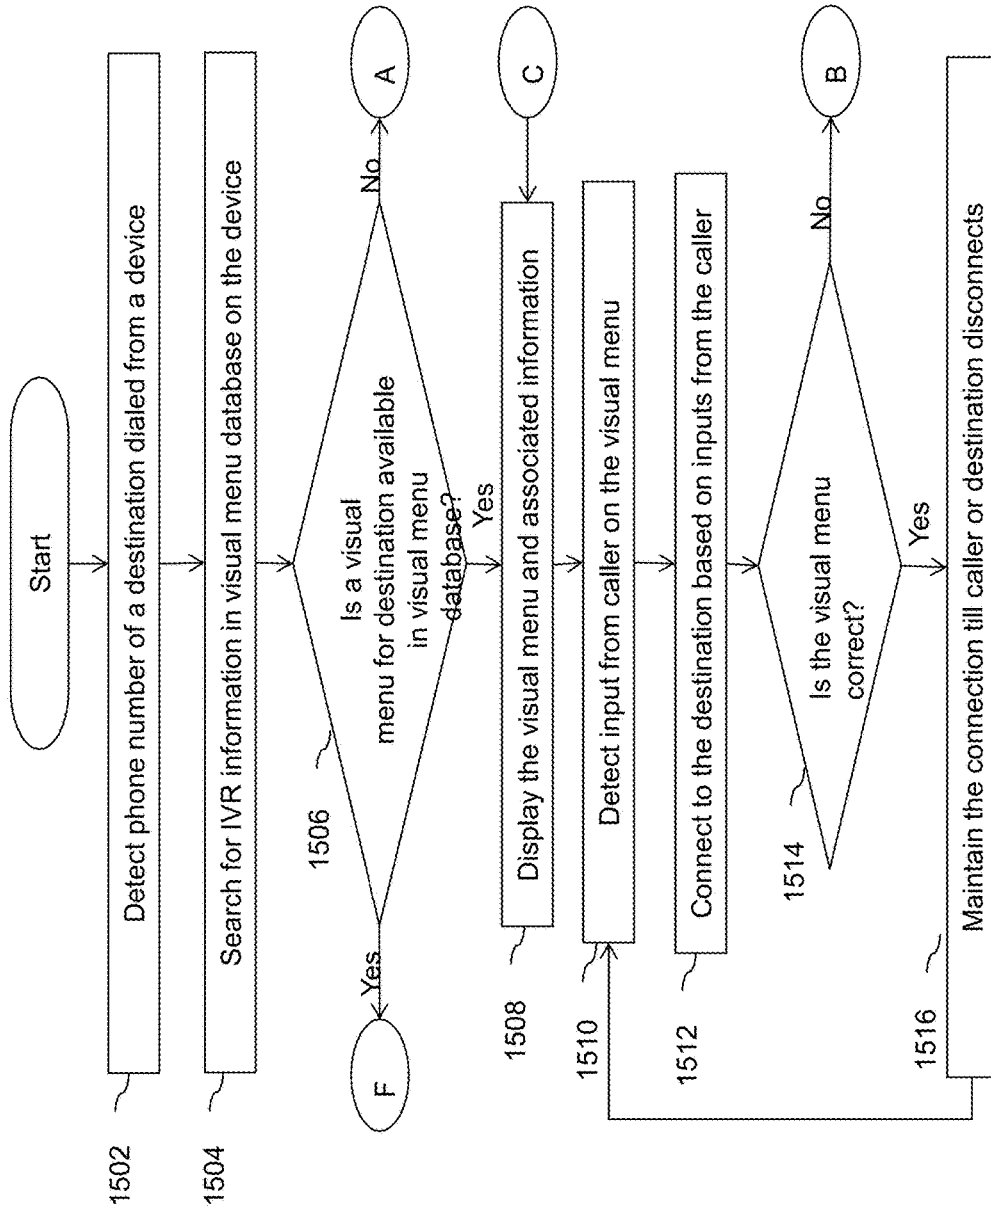 Start
1502
Detect phone number of a destination dialed from a device
1504
Search for IVR information in visual menu database on the device
1506
Is a visual
menu for destination available
in visual menu
database?
F
Yes
No
A
Yes
1508
Display the visual menu and associated information
C
1510
Detect input from caller on the visual menu
1512
Connect to the destination based on inputs from the caller
1514
Is the visual menu
correct?
No
B
Yes
1516
Maintain the connection till caller or destination disconnects